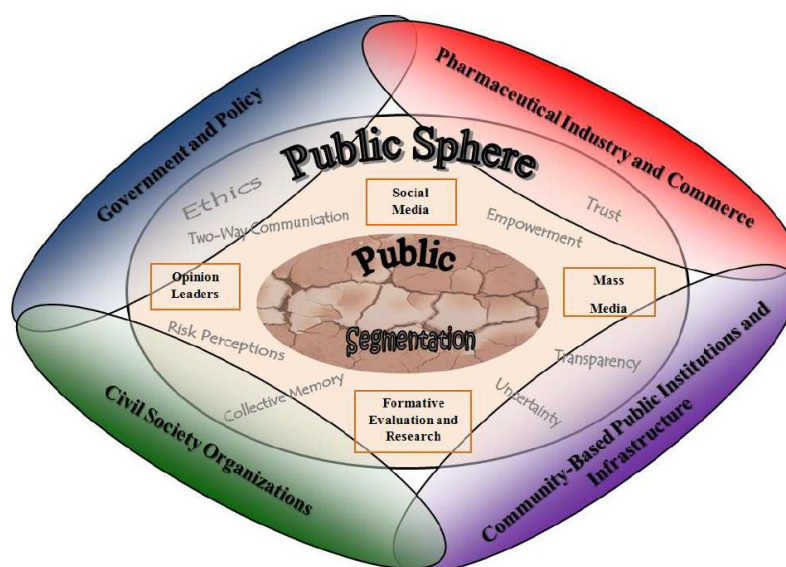 Government and Policy
Pharmaceutical Industry and Commerce
Public Sphere
Ethics
Two-Way Communication
Social
Media
Empowerment
Trust
Opinion
Leaders
Public
Segmentation
Mass
Media
Risk Perceptions
Collective Memory
Formative
Evaluation and
Research
Uncertainty
Transparency
Civil Society Organizations
Community-Based Public Institutions and
Infrastructure